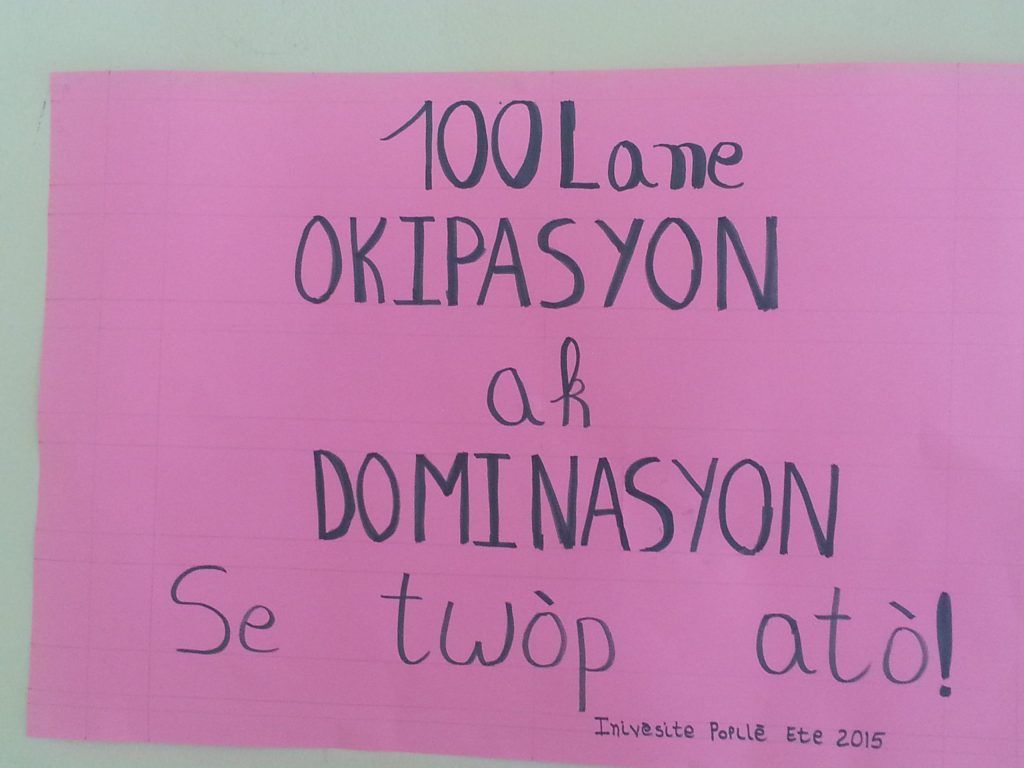 100 Lane
OKIPASYON
ak
DOMINASYON
Se twòp atò!
Inivèsite Popilè Ete 2015